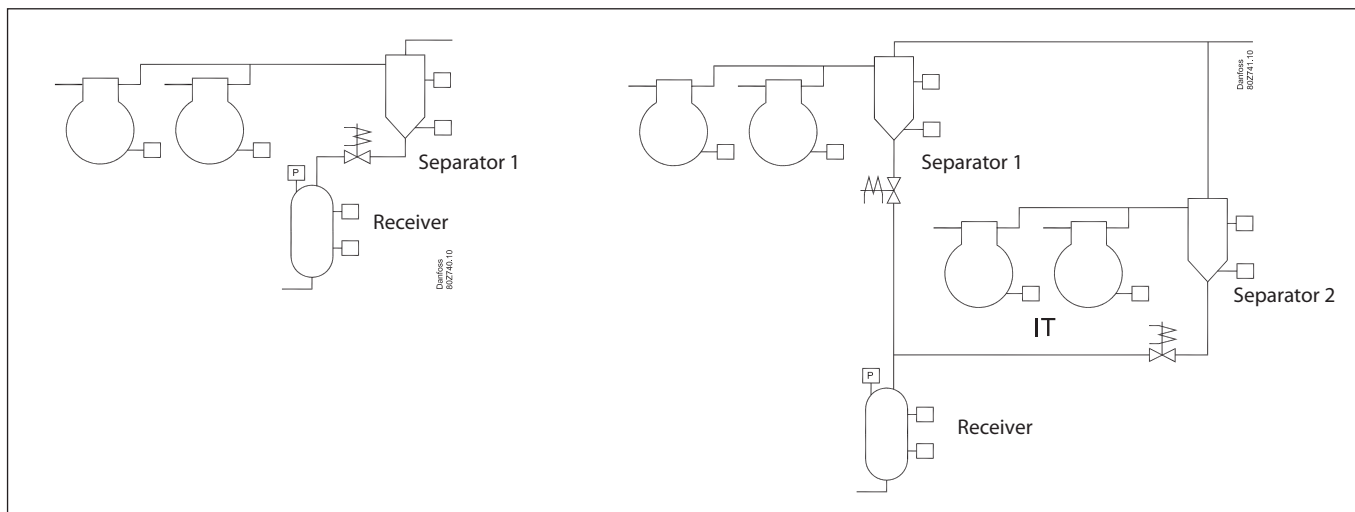 Separator 1
P
Receiver
Danfoss
80Z740.10
Danfoss
80Z741.10
Separator 1
Separator 2
IT
P
Receiver